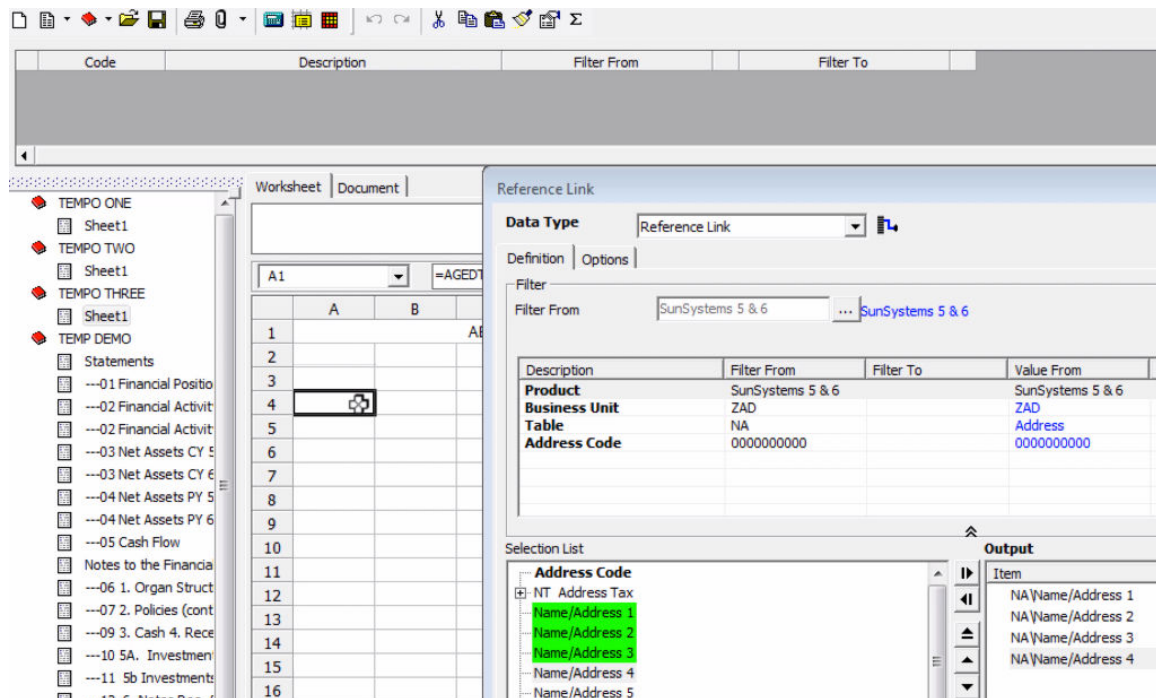 Code Description Filter From Filter To
TEMPO ONE
Sheet1
TEMPO TWO
Sheet1
TEMPO THREE
Sheet1
TEMP DEMO
Statements
---01 Financial Positio
---02 Financial Activit
---02 Financial Activit
---03 Net Assets CY 5
---03 Net Assets CY 6
---04 Net Assets PY 5
---04 Net Assets PY 6
---05 Cash Flow
Notes to the Financia
---06 1. Organ Struct
---07 2. Policies (cont
---09 3. Cash 4. Rece
---10 5A. Investmen
---11 5b Investments
Worksheet Document
A1 =AGEDT
A B
1 AE
2
3
4
5
6
7
8
9
10
11
12
13
14
15
16
Reference Link
Data Type Reference Link
Definition Options
Filter
Filter From SunSystems 5 & 6 ... SunSystems 5 & 6
Description Filter From Filter To Value From
Product SunSystems 5 & 6 SunSystems 5 & 6
Business Unit ZAD ZAD
Table NA Address
Address Code 0000000000 0000000000
Selection List
Address Code
NT Address Tax
Name/Address 1
Name/Address 2
Name/Address 3
Name/Address 4
Name/Address 5
Output
Item
NA\Name/Address 1
NA\Name/Address 2
NA\Name/Address 3
NA\Name/Address 4